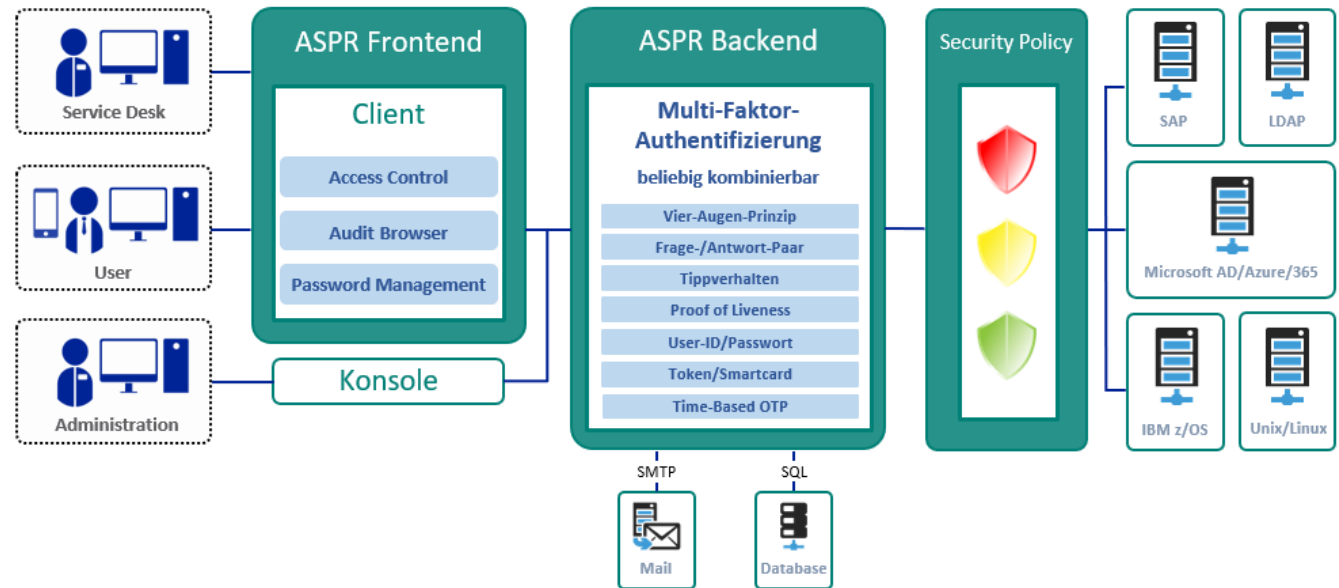 Service Desk
User
Administration
ASPR Frontend
Client
Access Control
Audit Browser
Password Management
Konsole
ASPR Backend
Multi-Faktor-
Authentifizierung
beliebig kombinierbar
Vier-Augen-Prinzip
Frage-/Antwort-Paar
Tippverhalten
Proof of Liveness
User-ID/Passwort
Token/Smartcard
Time-Based OTP
SMTP
SQL
Mail
Database
Security Policy
SAP
LDAP
Microsoft AD/Azure/365
IBM z/OS
Unix/Linux